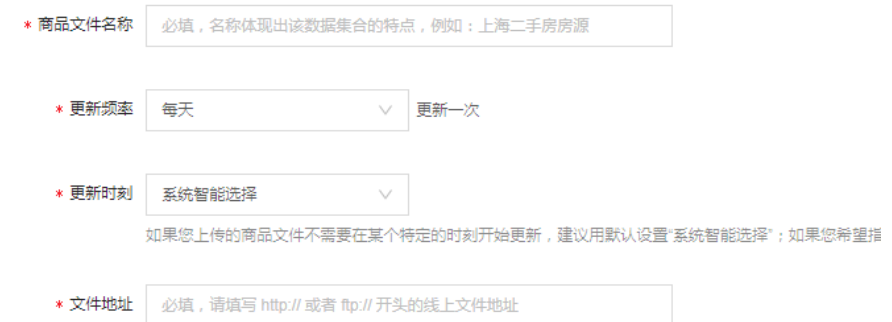 * 商品文件名称 必填，名称体现出该数据集合的特点，例如：上海二手房房源
* 更新频率 每天 更新一次
* 更新时刻 系统智能选择
如果您上传的商品文件不需要在某个特定的时刻开始更新，建议用默认设置“系统智能选择”；如果您希望指
* 文件地址 必填，请填写 http:// 或者 ftp:// 开头的线上文件地址